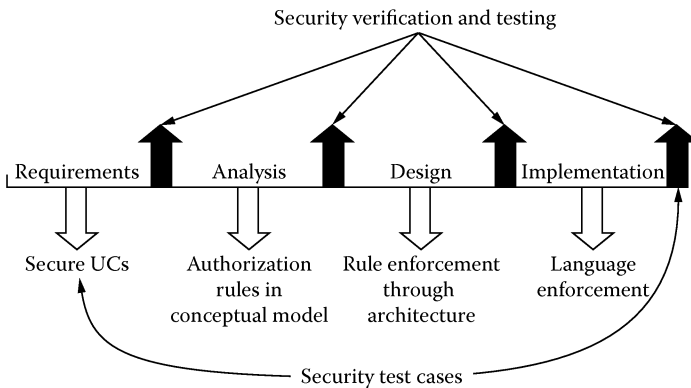 Security verification and testing
Requirements
Analysis
Design
Implementation
Secure UCs
Authorization
rules in
conceptual model
Rule enforcement
through
architecture
Language
enforcement
Security test cases